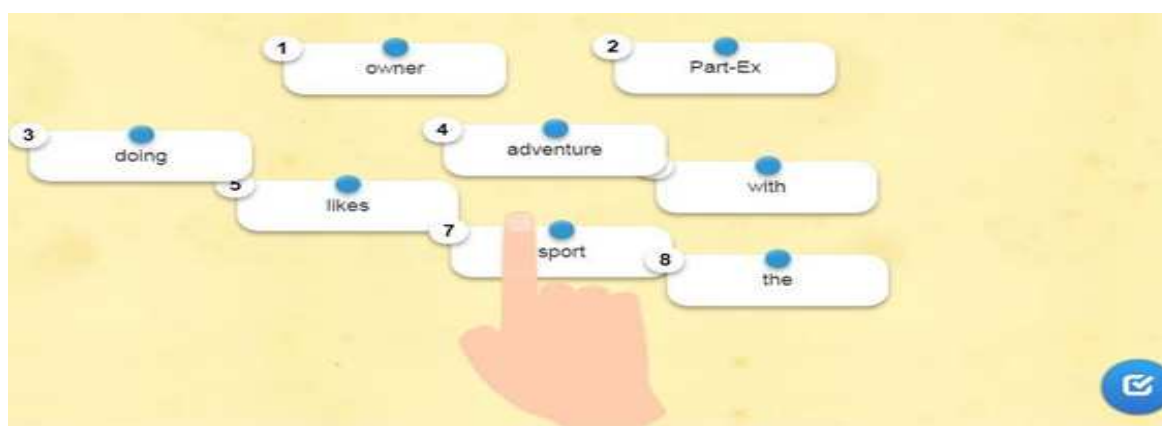 1 owner
2 Part-Ex
3 doing
4 adventure
with
5 likes
7 sport
8 the